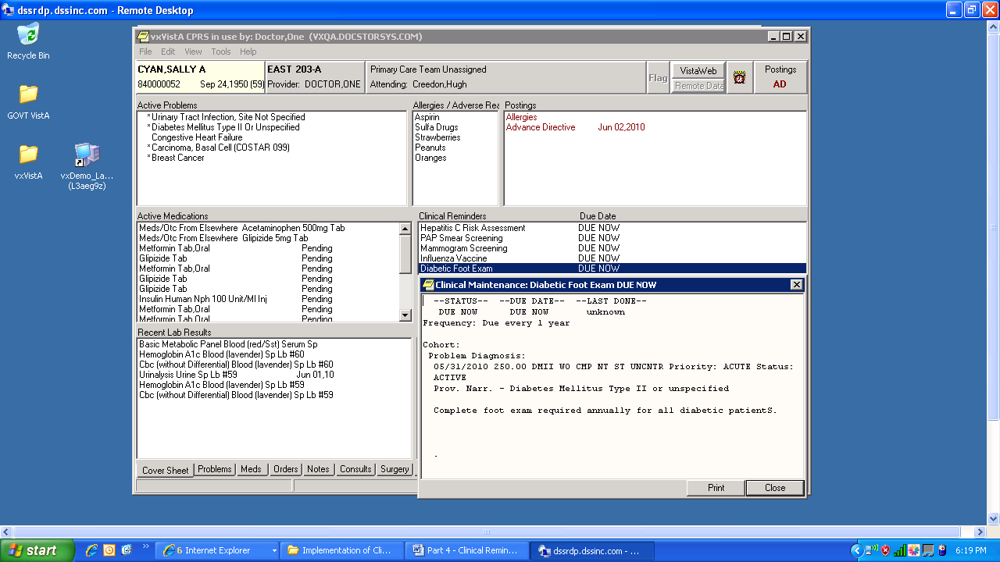 dssrdp.dssinc.com - Remote Desktop
Recycle Bin
GOVT VistA
vxVistA
vxDemo_La...
(L3aeg9z)
vxVistA CPRS in use by: Doctor,One (VXQA.DOCSTORSYS.COM)
File Edit View Tools Help
CYAN,SALLY A
840000052 Sep 24,1950 (59)
EAST 203-A
Provider: DOCTOR,ONE
Primary Care Team Unassigned
Attending: Creedon,Hugh
Flag
VistaWeb
Remote Data
Postings
AD
Active Problems
*Urinary Tract Infection, Site Not Specified
*Diabetes Mellitus Type II Or Unspecified
Congestive Heart Failure
*Carcinoma, Basal Cell (COSTAR 099)
*Breast Cancer
Allergies / Adverse Rea
Aspirin
Sulfa Drugs
Strawberries
Peanuts
Oranges
Postings
Allergies
Advance Directive Jun 02,2010
Active Medications
Meds/Otc From Elsewhere Acetaminophen 500mg Tab
Meds/Otc From Elsewhere Glipizide 5mg Tab
Metformin Tab,Oral Pending
Glipizide Tab Pending
Metformin Tab,Oral Pending
Glipizide Tab Pending
Glipizide Tab Pending
Insulin Human Nph 100 Unit/Ml Inj Pending
Metformin Tab,Oral Pending
Metformin Tab,Oral Pending
Clinical Reminders Due Date
Hepatitis C Risk Assessment DUE NOW
PAP Smear Screening DUE NOW
Mammogram Screening DUE NOW
Influenza Vaccine DUE NOW
Diabetic Foot Exam DUE NOW
Clinical Maintenance: Diabetic Foot Exam DUE NOW
--STATUS-- --DUE DATE-- --LAST DONE--
DUE NOW DUE NOW unknown
Frequency: Due every 1 year
Cohort:
Problem Diagnosis:
05/31/2010 250.00 DMII WO CMP NT ST UNCNTR Priority: ACUTE Status:
ACTIVE
Prov. Narr. - Diabetes Mellitus Type II or unspecified
Complete foot exam required annually for all diabetic patientS.
.
Print Close
Recent Lab Results
Basic Metabolic Panel Blood (red/Sst) Serum Sp
Hemoglobin A1c Blood (lavender) Sp Lb #60
Cbc (without Differential) Blood (lavender) Sp Lb #60
Urinalysis Urine Sp Lb #59 Jun 01,10
Hemoglobin A1c Blood (lavender) Sp Lb #59
Cbc (without Differential) Blood (lavender) Sp Lb #59
Cover Sheet Problems Meds Orders Notes Consults Surgery
start
6 Internet Explorer
Implementation of Cli...
Part 4 - Clinical Remin...
dssrdp.dssinc.com - ...
6:19 PM